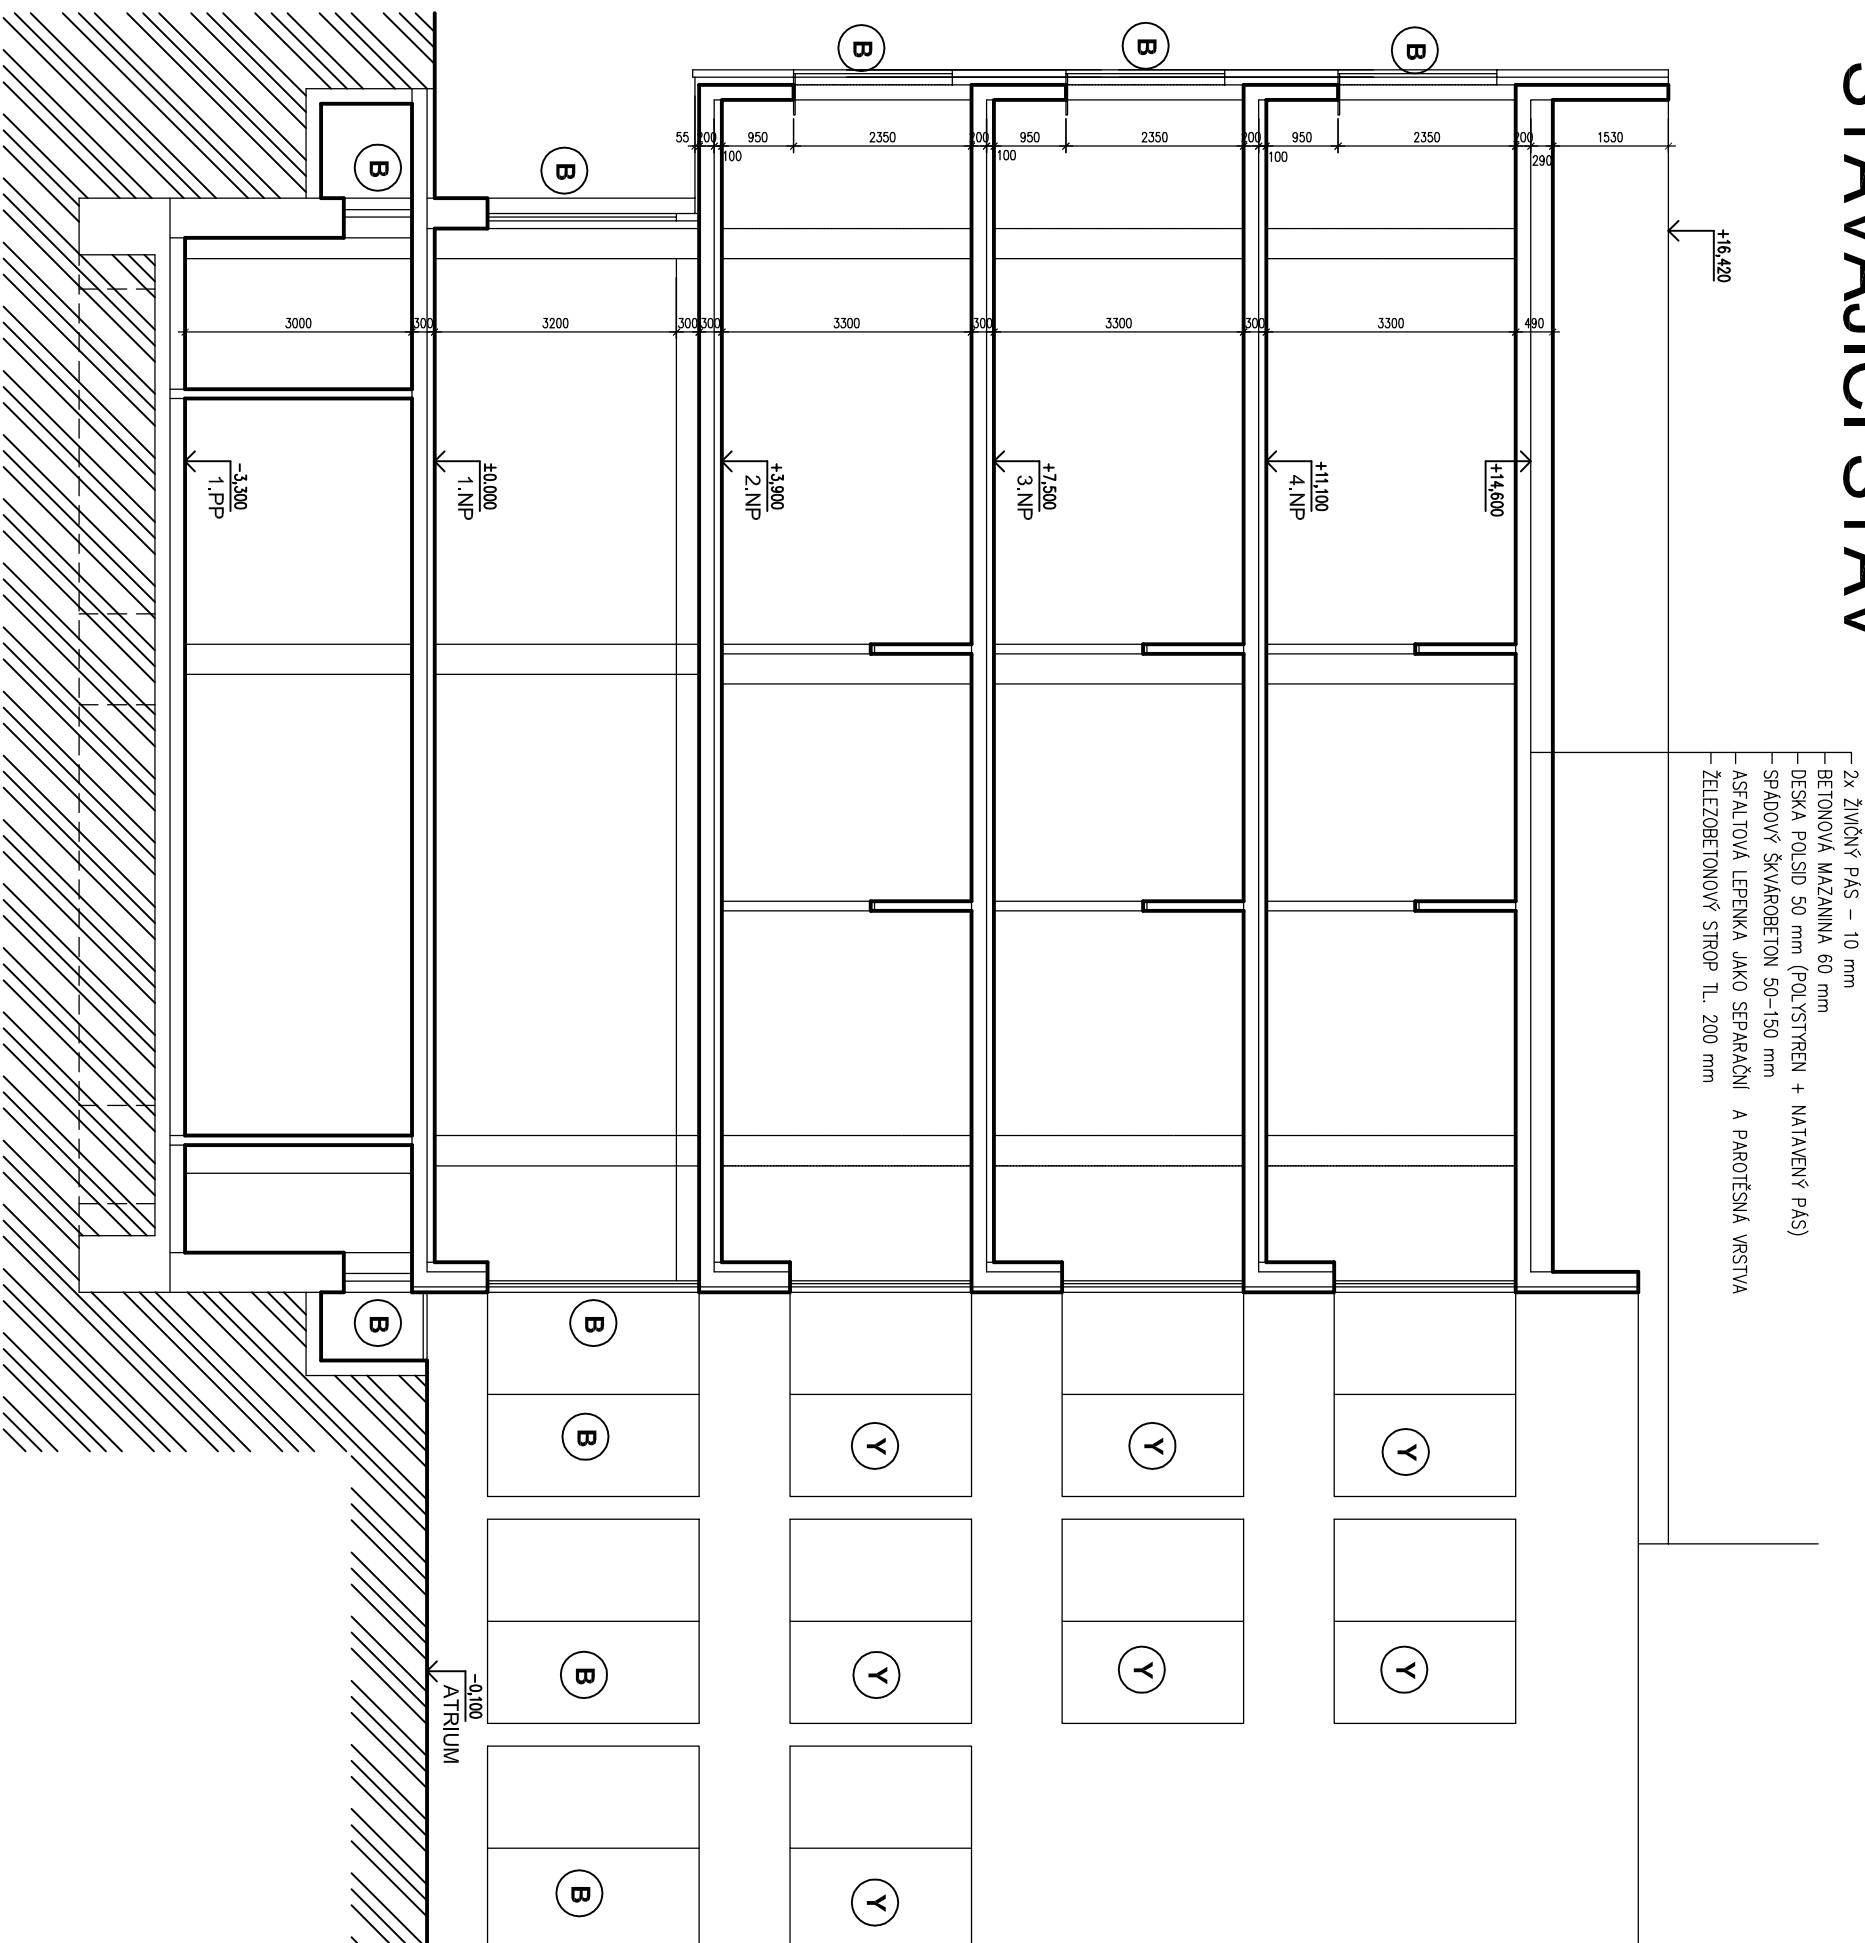 STÁVAJÍCÍ STAV
2x ŽIVIČNÝ PÁS - 10 mm
BETONOVÁ MAZANINA 60 mm
DESKA POLSID 50 mm (POLYSTYREN + NATAVENÝ PÁS)
SPÁDOVÝ ŠKVÁROBETON 50-150 mm
ASFALTOVÁ LEPENKA JAKO SEPARAČNÍ A PAROTĚSNÁ VRSTVA
ŽELEZOBETONOVÝ STROP TL. 200 mm
+16,420
1530
290
200
2350
950
100
200
2350
950
100
200
2350
950
100
200
55
490
3300
300
3300
300
3300
300
300
3200
300
3000
+14,600
+11,100
4.NP
+7,500
3.NP
+3,900
2.NP
±0.000
1.NP
-3,300
1.PP
-0,100
ATRIUM
B
B
B
B
B
B
B
Y
Y
Y
B
Y
Y
Y
B
Y
B
Y
B